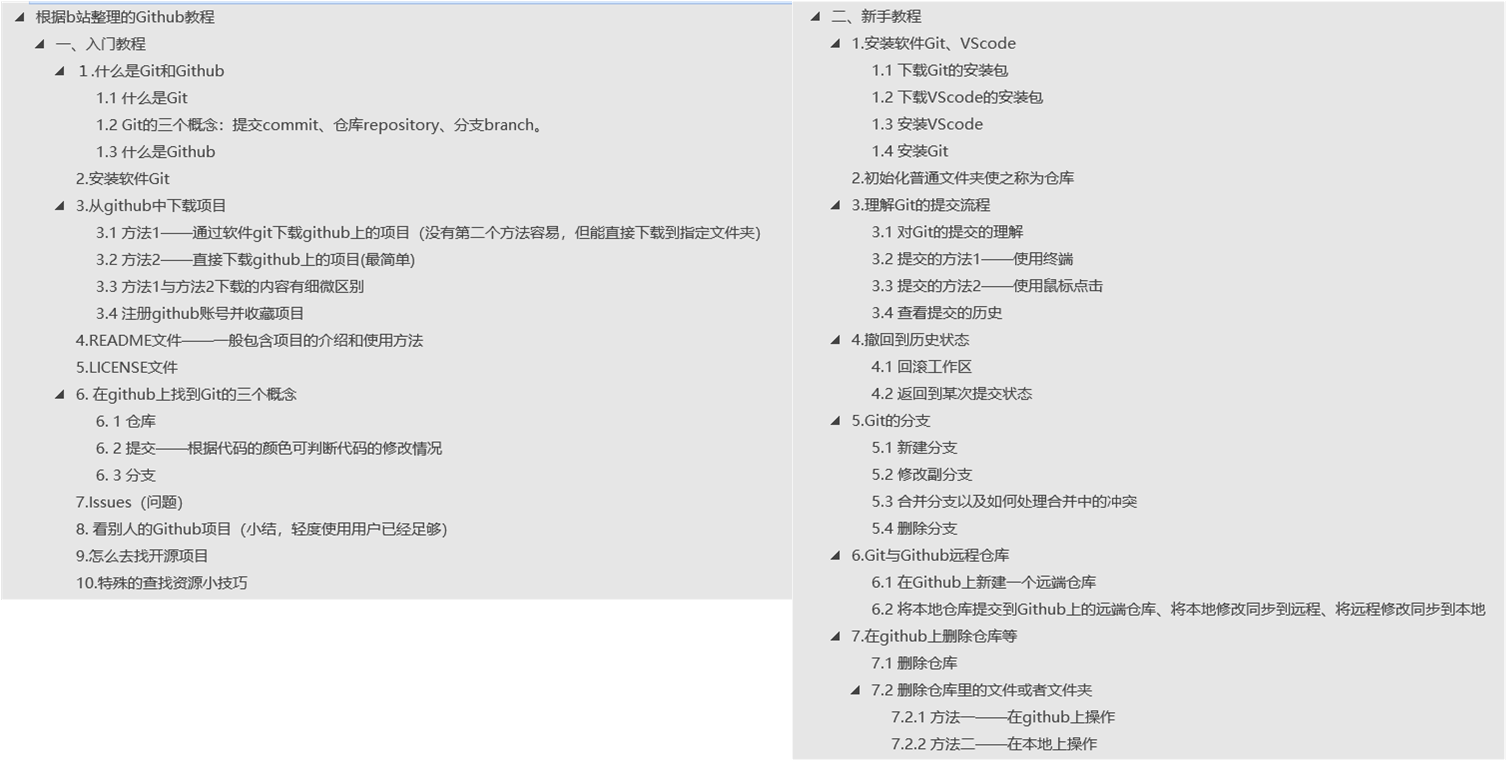 根据b站整理的Github教程
一、入门教程
1.什么是Git和Github
1.1 什么是Git
1.2 Git的三个概念：提交commit、仓库repository、分支branch。
1.3 什么是Github
2.安装软件Git
3.从github中下载项目
3.1 方法1——通过软件git下载github上的项目（没有第二个方法容易，但能直接下载到指定文件夹）
3.2 方法2——直接下载github上的项目(最简单)
3.3 方法1与方法2下载的内容有细微区别
3.4 注册github账号并收藏项目
4.README文件——一般包含项目的介绍和使用方法
5.LICENSE文件
6. 在github上找到Git的三个概念
6. 1 仓库
6. 2 提交——根据代码的颜色可判断代码的修改情况
6. 3 分支
7.Issues（问题）
8. 看别人的Github项目（小结，轻度使用用户已经足够）
9.怎么去找开源项目
10.特殊的查找资源小技巧
二、新手教程
1.安装软件Git、VScode
1.1 下载Git的安装包
1.2 下载VScode的安装包
1.3 安装VScode
1.4 安装Git
2.初始化普通文件夹使之称为仓库
3.理解Git的提交流程
3.1 对Git的提交的理解
3.2 提交的方法1——使用终端
3.3 提交的方法2——使用鼠标点击
3.4 查看提交的历史
4.撤回到历史状态
4.1 回滚工作区
4.2 返回到某次提交状态
5.Git的分支
5.1 新建分支
5.2 修改副分支
5.3 合并分支以及如何处理合并中的冲突
5.4 删除分支
6.Git与Github远程仓库
6.1 在Github上新建一个远端仓库
6.2 将本地仓库提交到Github上的远端仓库、将本地修改同步到远程、将远程修改同步到本地
7.在github上删除仓库等
7.1 删除仓库
7.2 删除仓库里的文件或者文件夹
7.2.1 方法一——在github上操作
7.2.2 方法二——在本地上操作